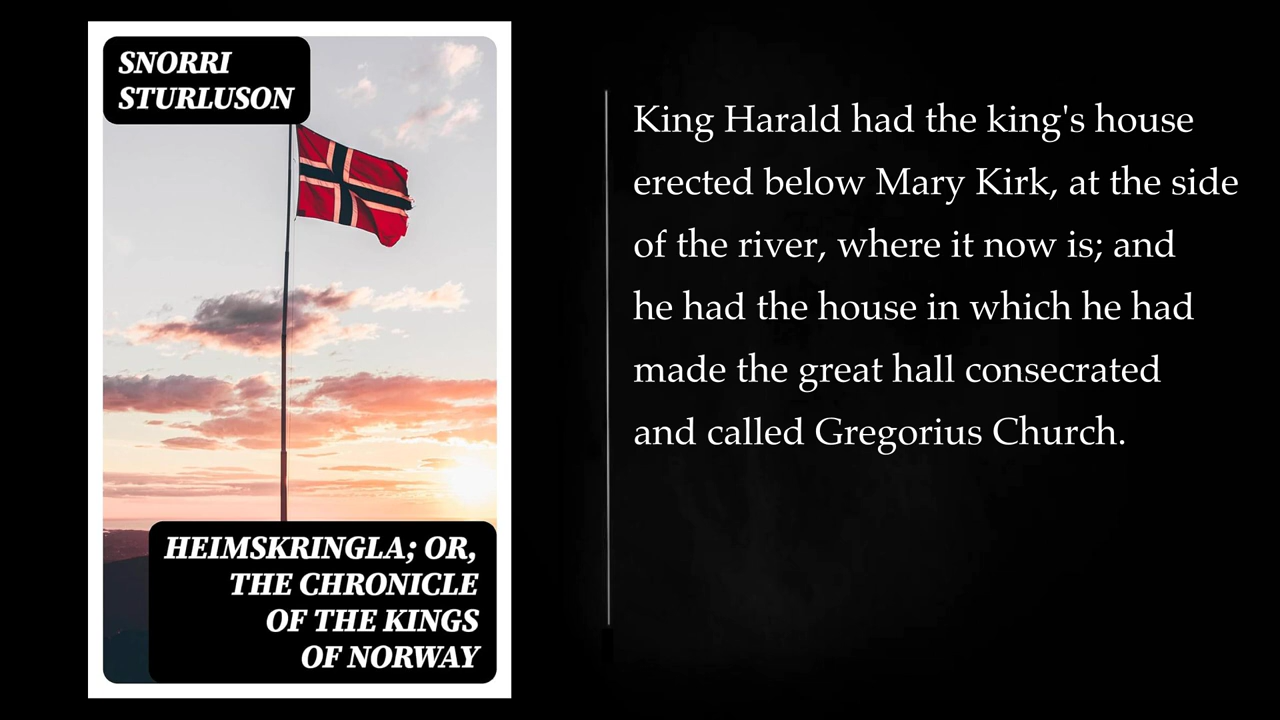 SNORRI
STURLUSON
HEIMSKRINGLA; OR,
THE CHRONICLE
OF THE KINGS
OF NORWAY
King Harald had the king's house
erected below Mary Kirk, at the side
of the river, where it now is; and
he had the house in which he had
made the great hall consecrated
and called Gregorius Church.